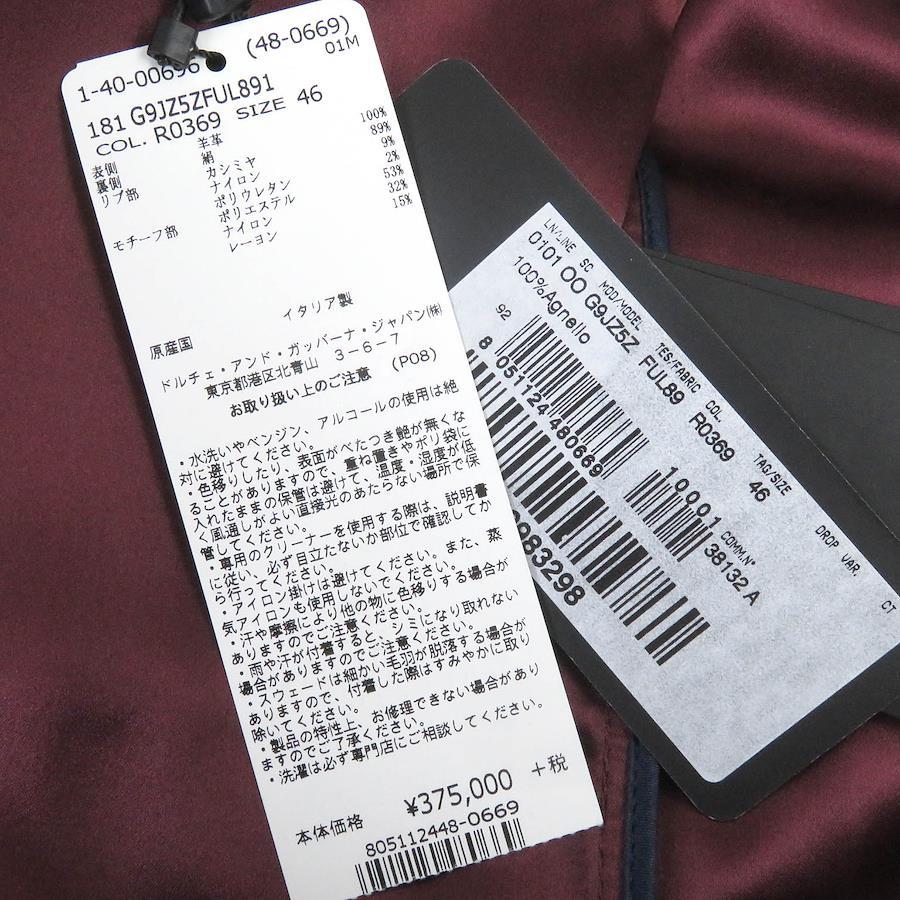 (48-0669)
1-40-00696
01M
181 G9JZ5ZFUL891
COL. R0369 SIZE 46
表側 羊革 100%
裏側 絹 89%
リブ部 カシミヤ 9%
ナイロン 2%
ポリウレタン 53%
モチーフ部 ポリエステル 32%
ナイロン 15%
レーヨン
原産国 イタリア製
ドルチェ・アンド・ガッバーナ・ジャパン㈱
東京都港区北青山 3-6-7
お取り扱い上のご注意 (P08)
・水洗いやベンジン、アルコールの使用は絶
対に避けてください。
・色移りしたり、表面がべたつき艶が無くな
ることがありますので、重ね置きやポリ袋に
入れたままの保管は避けて、温度・湿度が低
く風通しがよい直接光のあたらない場所で保
管してください。
・専用のクリーナーを使用する際は、説明書
に従い、必ず目立たないか部位で確認してか
ら行ってください。
・アイロン掛けは避けてください。また、蒸
気アイロンも使用しないでください。
・汗や摩擦により他の物に色移りする場合が
ありますのでご注意ください。
・雨や汗が付着すると、シミになり取れない
場合がありますのでご注意ください。
・スウェードは細かい毛羽が脱落する場合が
ありますので、付着した際はすみやかに取り
除いてください。
・製品の特性上、お修理できない場合があり
ますのでご了承ください。
・洗濯は必ず専門店にご相談してください。
本体価格 ¥375,000 +税
805112448-0669
LN/LINE SC MOD/MODEL TES/FABRIC COL. TAG/SIZE DROP VAR. CT
0101 OO G9JZ5Z FUL89 R0369 46
100%Agnello
92
8 051124 480669
1 0001 COMM.N°
38132A
983298